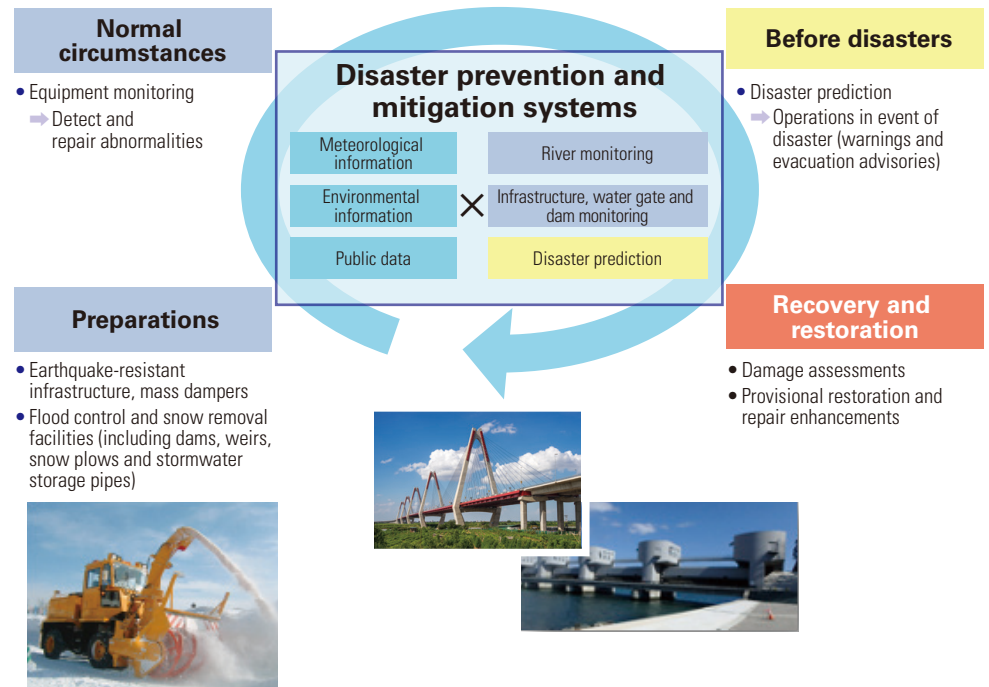 Normal
circumstances
• Equipment monitoring
➡ Detect and
repair abnormalities
Disaster prevention and
mitigation systems
Meteorological
information
Environmental
information
Public data
×
River monitoring
Infrastructure, water gate and
dam monitoring
Disaster prediction
Before disasters
• Disaster prediction
➡ Operations in event of
disaster (warnings and
evacuation advisories)
Preparations
• Earthquake-resistant
infrastructure, mass dampers
• Flood control and snow removal
facilities (including dams, weirs,
snow plows and stormwater
storage pipes)
Recovery and
restoration
• Damage assessments
• Provisional restoration and
repair enhancements